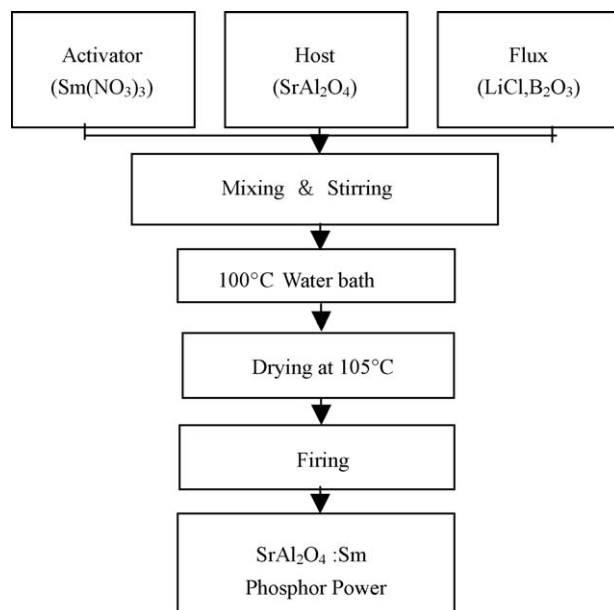 Activator
(Sm(NO₃)₃)
Host
(SrAl₂O₄)
Flux
(LiCl,B₂O₃)
Mixing & Stirring
100°C Water bath
Drying at 105°C
Firing
SrAl₂O₄ :Sm
Phosphor Power